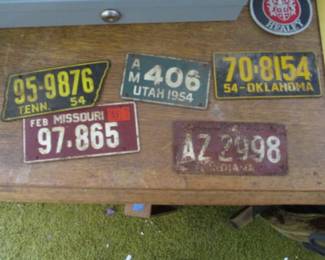 HEALEY
95-9876
TENN. 54
AM 406
UTAH 1954
70·8154
54-OKLAHOMA
FEB MISSOURI
97·865
AZ 2998
INDIANA